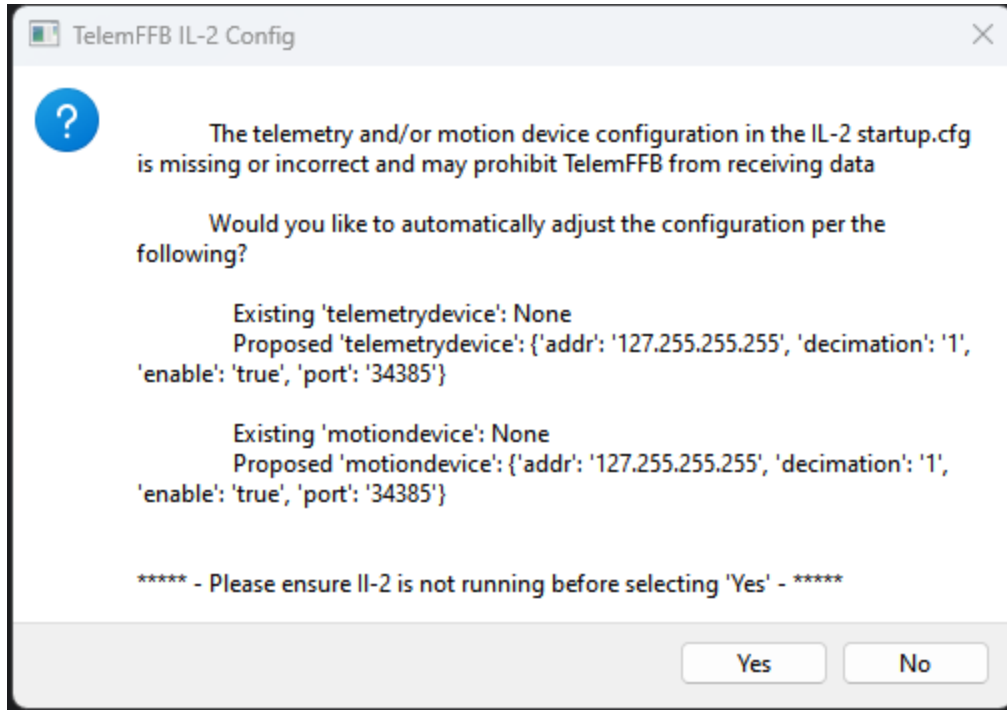 TelemFFB IL-2 Config
The telemetry and/or motion device configuration in the IL-2 startup.cfg
is missing or incorrect and may prohibit TelemFFB from receiving data
Would you like to automatically adjust the configuration per the
following?
Existing 'telemetrydevice': None
Proposed 'telemetrydevice': {'addr': '127.255.255.255', 'decimation': '1',
'enable': 'true', 'port': '34385'}
Existing 'motiondevice': None
Proposed 'motiondevice': {'addr': '127.255.255.255', 'decimation': '1',
'enable': 'true', 'port': '34385'}
***** - Please ensure Il-2 is not running before selecting 'Yes' - *****
Yes No